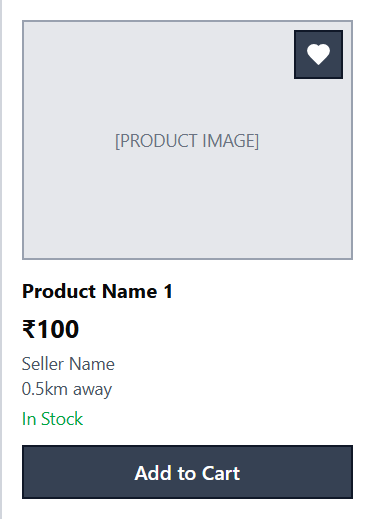 [PRODUCT IMAGE]
Product Name 1
₹100
Seller Name
0.5km away
In Stock
Add to Cart